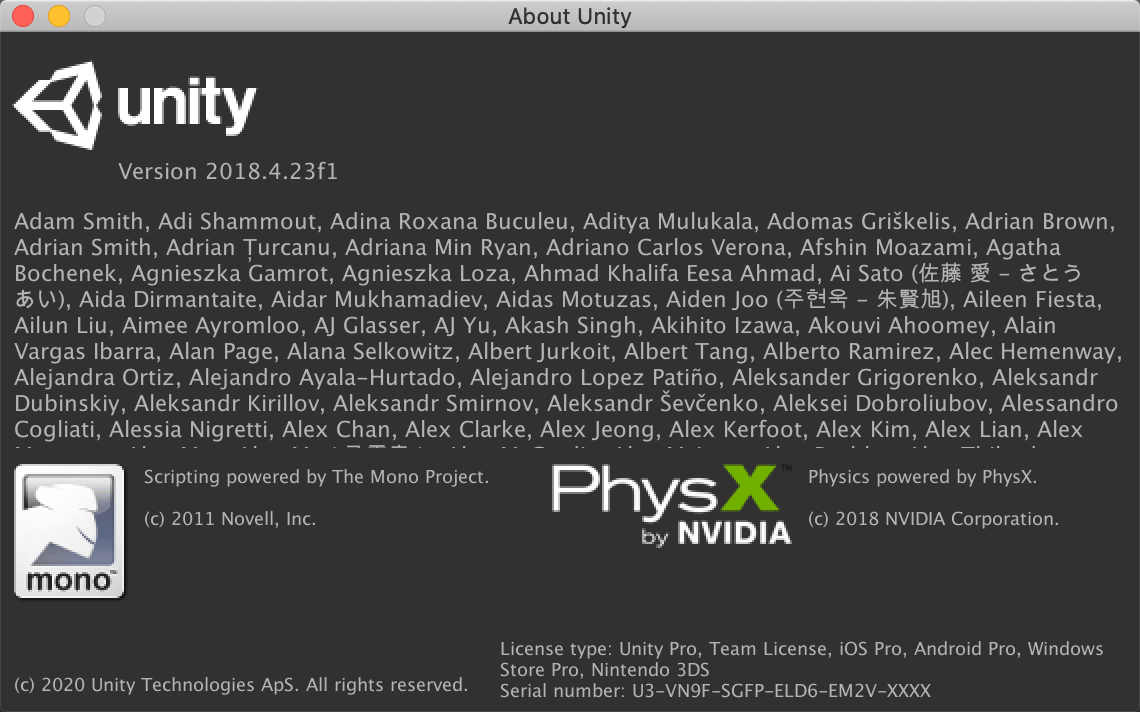 About Unity
unity
Version 2018.4.23f1
Adam Smith, Adi Shammout, Adina Roxana Buculeu, Aditya Mulukala, Adomas Griškelis, Adrian Brown,
Adrian Smith, Adrian Țurcanu, Adriana Min Ryan, Adriano Carlos Verona, Afshin Moazami, Agatha
Bochenek, Agnieszka Gamrot, Agnieszka Loza, Ahmad Khalifa Eesa Ahmad, Ai Sato (佐藤 愛 – さとう
あい), Aida Dirmantaite, Aidar Mukhamadiev, Aidas Motuzas, Aiden Joo (주현욱 – 朱賢旭), Aileen Fiesta,
Ailun Liu, Aimee Ayromloo, AJ Glasser, AJ Yu, Akash Singh, Akihito Izawa, Akouvi Ahoomey, Alain
Vargas Ibarra, Alan Page, Alana Selkowitz, Albert Jurkoit, Albert Tang, Alberto Ramirez, Alec Hemenway,
Alejandra Ortiz, Alejandro Ayala-Hurtado, Alejandro Lopez Patiño, Aleksander Grigorenko, Aleksandr
Dubinskiy, Aleksandr Kirillov, Aleksandr Smirnov, Aleksandr Ševčenko, Aleksei Dobroliubov, Alessandro
Cogliati, Alessia Nigretti, Alex Chan, Alex Clarke, Alex Jeong, Alex Kerfoot, Alex Kim, Alex Lian, Alex
mono™
Scripting powered by The Mono Project.
(c) 2011 Novell, Inc.
PhysX™
by NVIDIA
Physics powered by PhysX.
(c) 2018 NVIDIA Corporation.
(c) 2020 Unity Technologies ApS. All rights reserved.
License type: Unity Pro, Team License, iOS Pro, Android Pro, Windows
Store Pro, Nintendo 3DS
Serial number: U3-VN9F-SGFP-ELD6-EM2V-XXXX